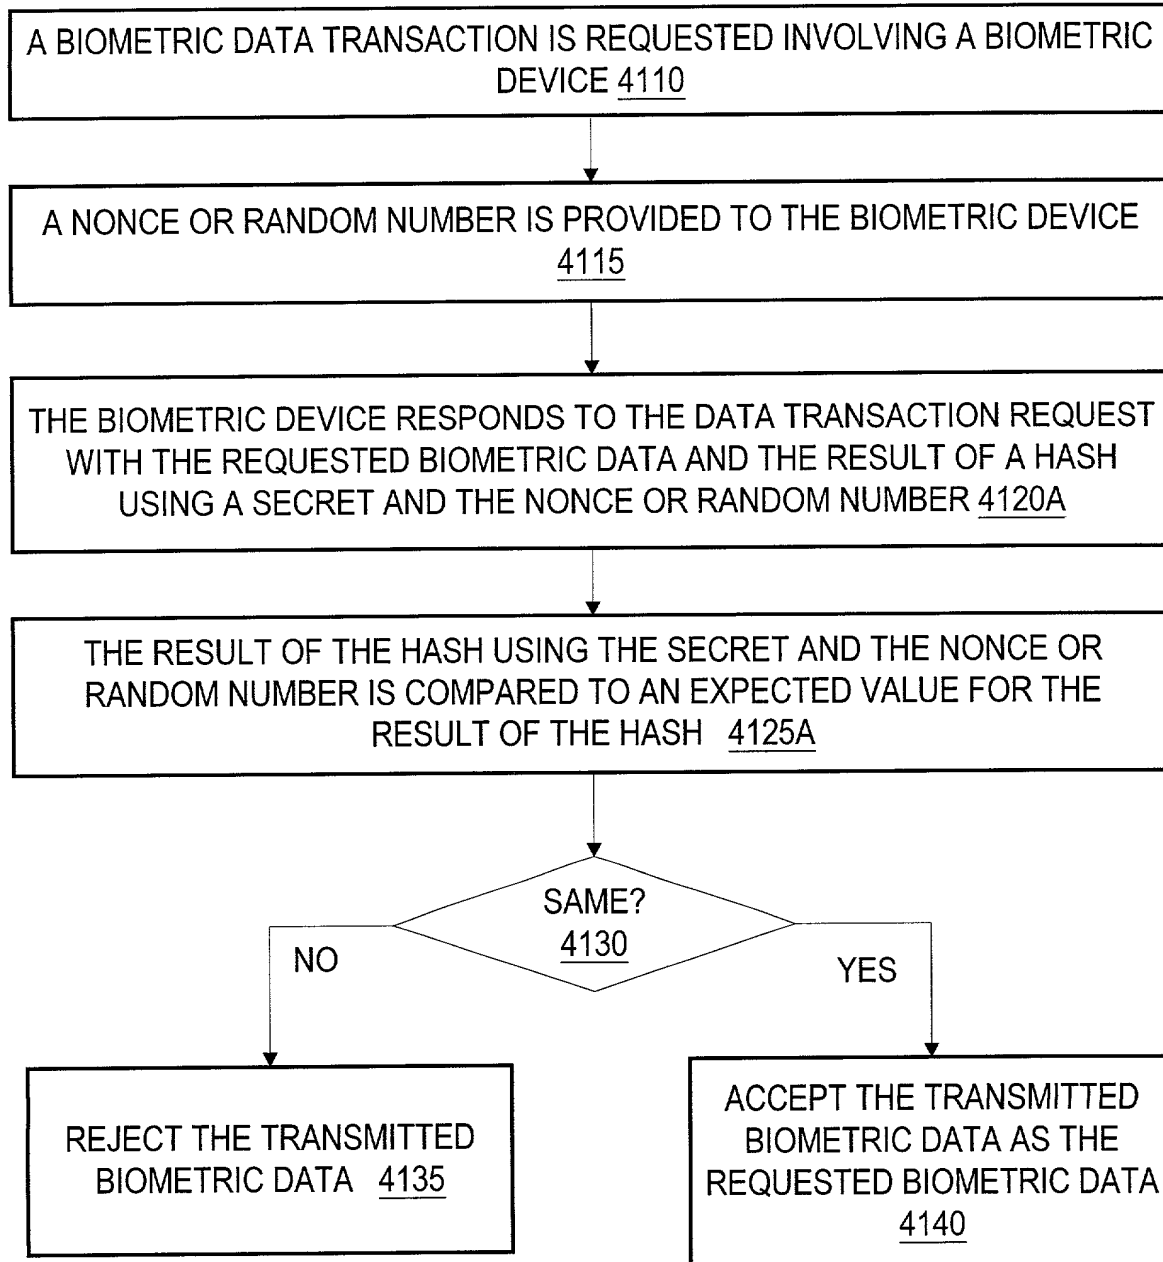 A BIOMETRIC DATA TRANSACTION IS REQUESTED INVOLVING A BIOMETRIC
DEVICE 4110
A NONCE OR RANDOM NUMBER IS PROVIDED TO THE BIOMETRIC DEVICE
4115
THE BIOMETRIC DEVICE RESPONDS TO THE DATA TRANSACTION REQUEST
WITH THE REQUESTED BIOMETRIC DATA AND THE RESULT OF A HASH
USING A SECRET AND THE NONCE OR RANDOM NUMBER 4120A
THE RESULT OF THE HASH USING THE SECRET AND THE NONCE OR
RANDOM NUMBER IS COMPARED TO AN EXPECTED VALUE FOR THE
RESULT OF THE HASH 4125A
SAME?
4130
NO
YES
REJECT THE TRANSMITTED
BIOMETRIC DATA 4135
ACCEPT THE TRANSMITTED
BIOMETRIC DATA AS THE
REQUESTED BIOMETRIC DATA
4140